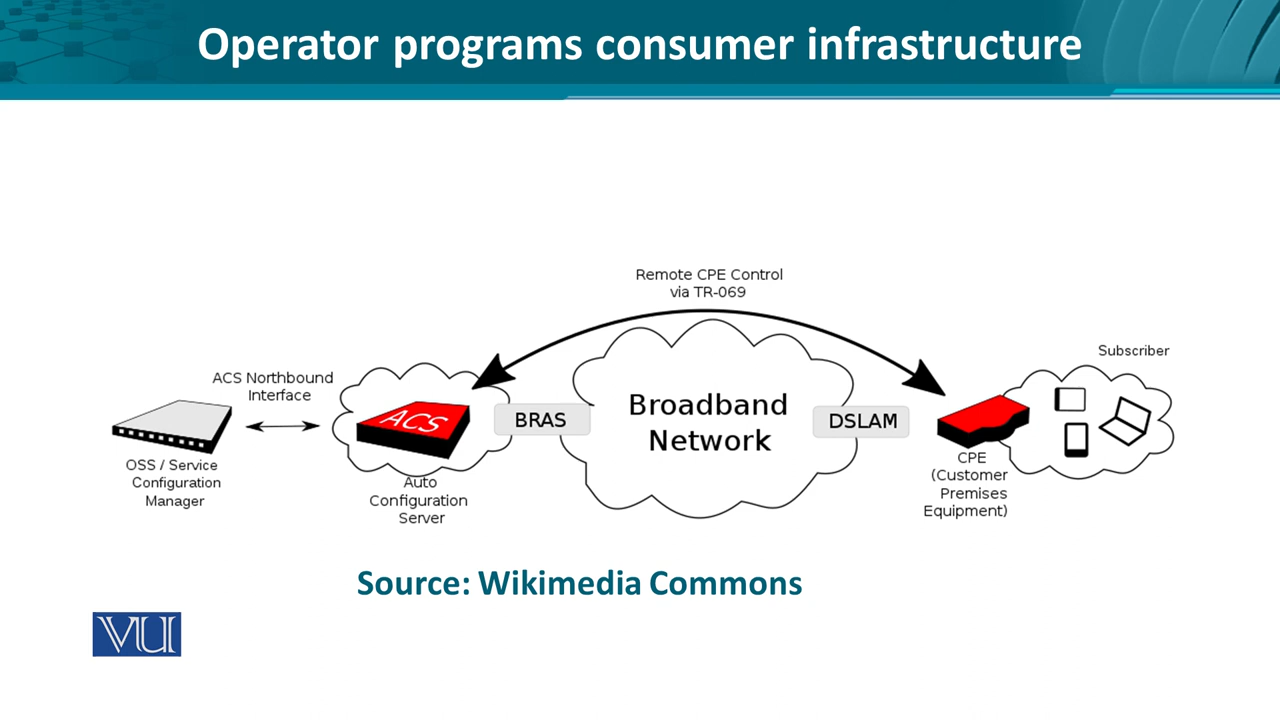 Operator programs consumer infrastructure
Remote CPE Control
via TR-069
Subscriber
ACS Northbound
Interface
ACS
BRAS
Broadband
Network
DSLAM
OSS / Service
Configuration
Manager
Auto
Configuration
Server
CPE
(Customer
Premises
Equipment)
Source: Wikimedia Commons
VU